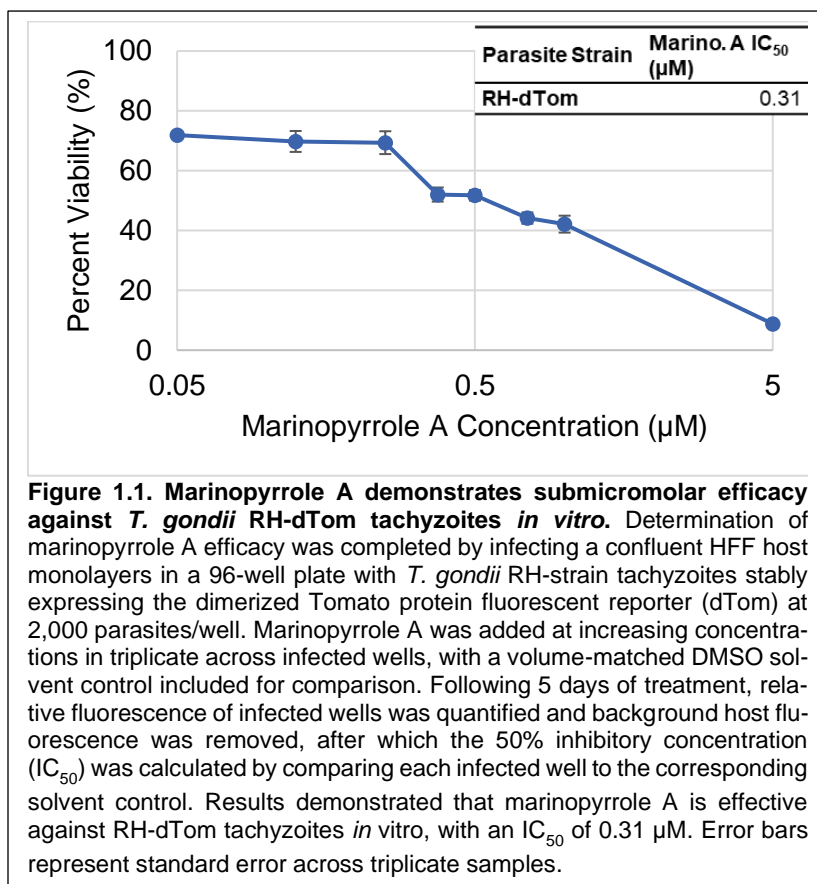 100
80
60
40
20
0
Percent Viability (%)
Parasite Strain Marino. A IC50 (µM)
RH-dTom 0.31
0.05 0.5 5
Marinopyrrole A Concentration (µM)
Figure 1.1. Marinopyrrole A demonstrates submicromolar efficacy
against T. gondii RH-dTom tachyzoites in vitro. Determination of
marinopyrrole A efficacy was completed by infecting a confluent HFF host
monolayers in a 96-well plate with T. gondii RH-strain tachyzoites stably
expressing the dimerized Tomato protein fluorescent reporter (dTom) at
2,000 parasites/well. Marinopyrrole A was added at increasing concentra-
tions in triplicate across infected wells, with a volume-matched DMSO sol-
vent control included for comparison. Following 5 days of treatment, rela-
tive fluorescence of infected wells was quantified and background host flu-
orescence was removed, after which the 50% inhibitory concentration
(IC50) was calculated by comparing each infected well to the corresponding
solvent control. Results demonstrated that marinopyrrole A is effective
against RH-dTom tachyzoites in vitro, with an IC50 of 0.31 µM. Error bars
represent standard error across triplicate samples.